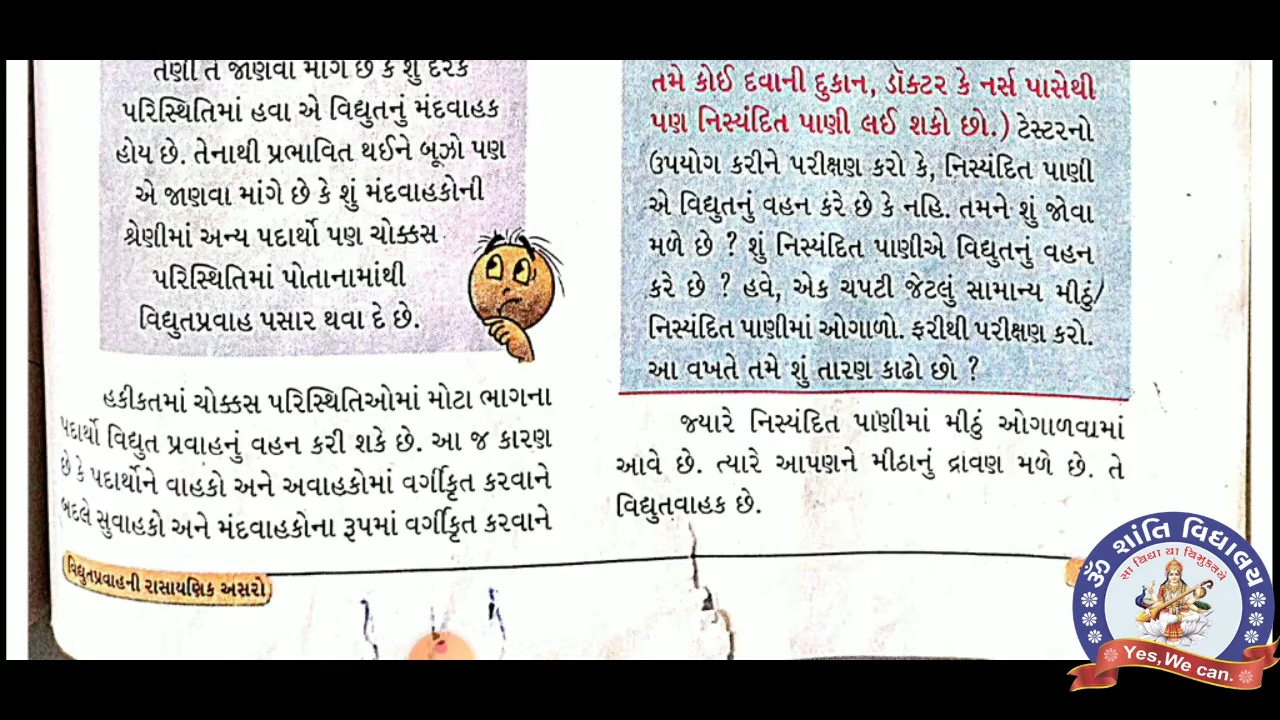 તેણી તે જાણવા માંગે છે કે શું દરેક
પરિસ્થિતિમાં હવા એ વિદ્યુતનું મંદવાહક
હોય છે. તેનાથી પ્રભાવિત થઈને બૂઝો પણ
એ જાણવા માંગે છે કે શું મંદવાહકોની
શ્રેણીમાં અન્ય પદાર્થો પણ ચોક્કસ
પરિસ્થિતિમાં પોતાનામાંથી
વિદ્યુતપ્રવાહ પસાર થવા દે છે.
હકીકતમાં ચોક્કસ પરિસ્થિતિઓમાં મોટા ભાગના
પદાર્થો વિદ્યુત પ્રવાહનું વહન કરી શકે છે. આ જ કારણ
છે કે પદાર્થોને વાહકો અને અવાહકોમાં વર્ગીકૃત કરવાને
બદલે સુવાહકો અને મંદવાહકોના રૂપમાં વર્ગીકૃત કરવાને
વિદ્યુતપ્રવાહની રાસાયણિક અસરો
તમે કોઈ દવાની દુકાન, ડૉક્ટર કે નર્સ પાસેથી
પણ નિસ્યંદિત પાણી લઈ શકો છો.) ટેસ્ટરનો
ઉપયોગ કરીને પરીક્ષણ કરો કે, નિસ્યંદિત પાણી
એ વિદ્યુતનું વહન કરે છે કે નહિ. તમને શું જોવા
મળે છે ? શું નિસ્યંદિત પાણીએ વિદ્યુતનું વહન
કરે છે ? હવે, એક ચપટી જેટલું સામાન્ય મીઠું
નિસ્યંદિત પાણીમાં ઓગાળો. ફરીથી પરીક્ષણ કરો.
આ વખતે તમે શું તારણ કાઢો છો ?
જ્યારે નિસ્યંદિત પાણીમાં મીઠું ઓગાળવામાં
આવે છે. ત્યારે આપણને મીઠાનું દ્રાવણ મળે છે. તે
વિદ્યુતવાહક છે.
ૐ શાંતિ વિદ્યાલય
સા વિદ્યા યા વિમુક્તયે
Yes, We can.